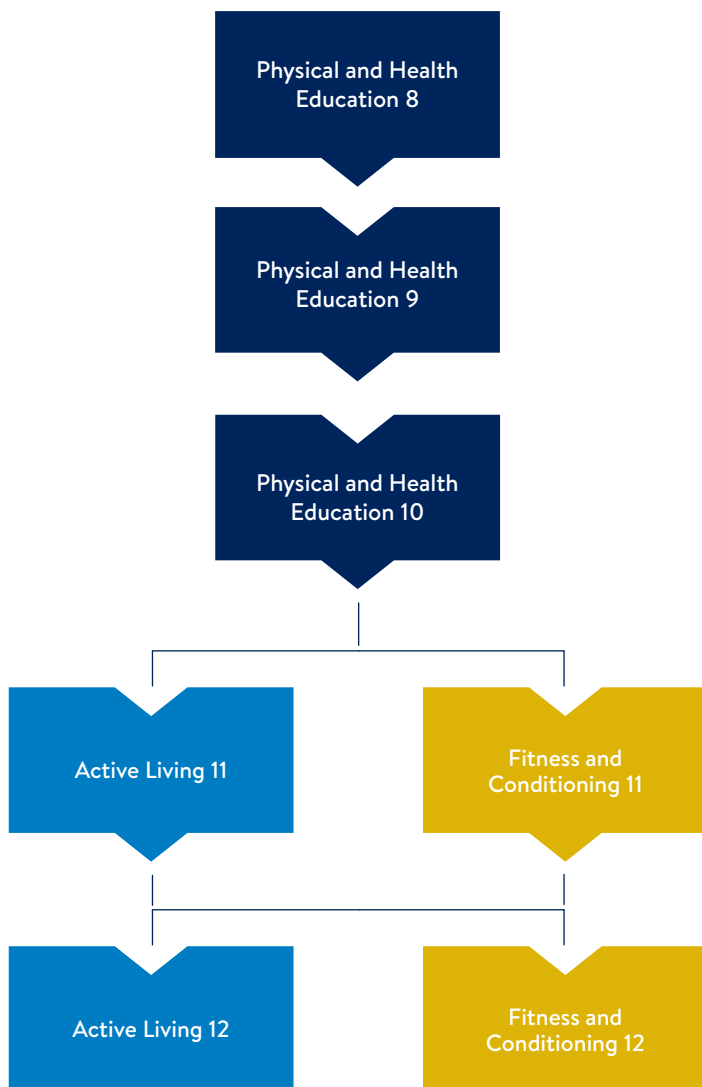 Physical and Health
Education 8
Physical and Health
Education 9
Physical and Health
Education 10
Active Living 11
Fitness and
Conditioning 11
Active Living 12
Fitness and
Conditioning 12